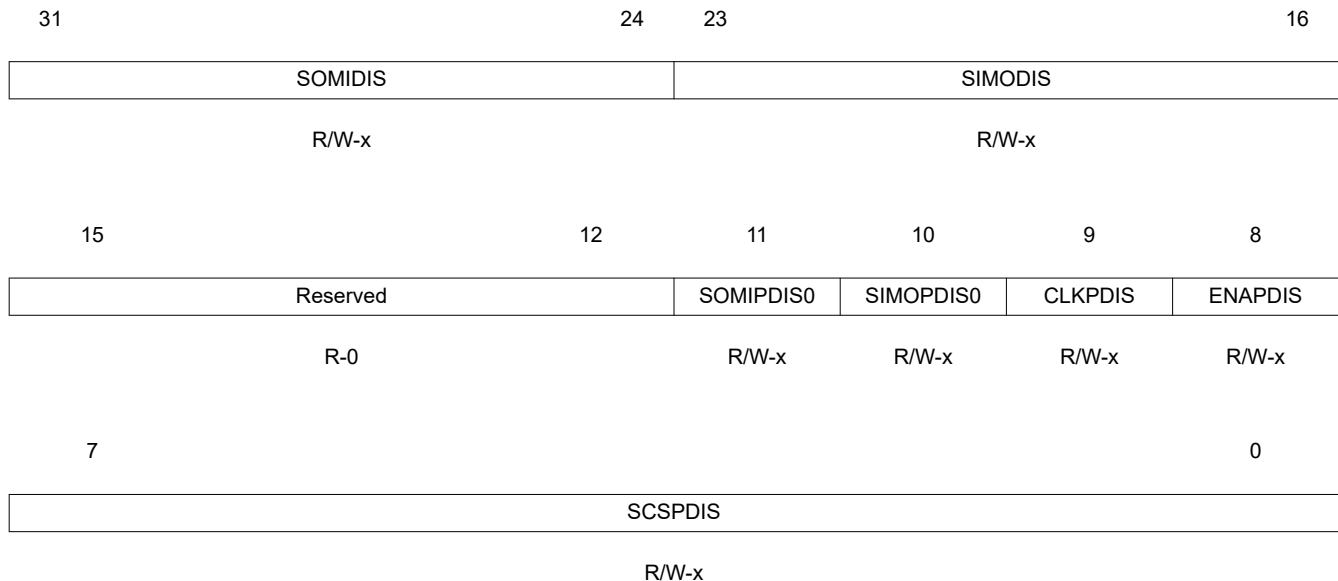 31 24 23 16
SOMIDIS SIMODIS
R/W-x R/W-x
15 12 11 10 9 8
Reserved SOMIPDIS0 SIMOPDIS0 CLKPDIS ENAPDIS
R-0 R/W-x R/W-x R/W-x R/W-x
7 0
SCSPDIS
R/W-x